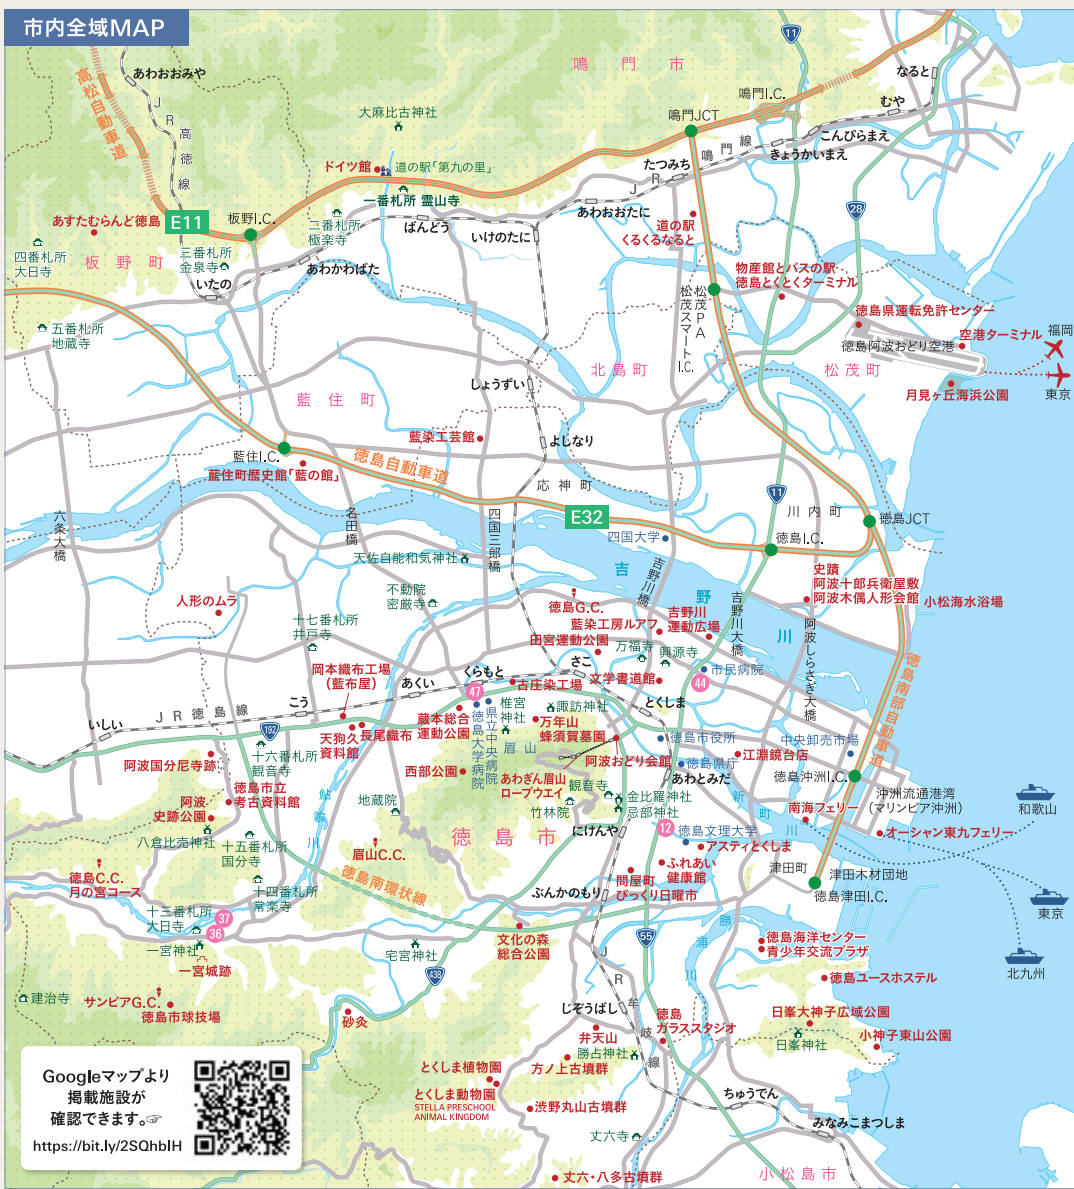 市内全域MAP
11
鳴門市
なると
あわおおみや
高松自動車道
JR高徳線
鳴門I.C.
むや
大麻比古神社
鳴門JCT
こんぴらまえ
JR鳴門線
きょうかいまえ
ドイツ館
道の駅「第九の里」
たつみち
一番札所 霊山寺
あわおおたに
28
あすたむらんど徳島
E11
板野I.C.
二番札所
極楽寺
ばんどう
いけのたに
道の駅
くるくるなると
四番札所
大日寺
板野町
三番札所
金泉寺
あわかわばた
いたの
物産館とバスの駅・
徳島とくとくターミナル
松茂PA
松茂スマートI.C.
徳島県運転免許センター
五番札所
地蔵寺
空港ターミナル
福岡
徳島阿波おどり空港
東京
北島町
松茂町
しょうずい
月見ヶ丘海浜公園
藍住町
藍染工芸館
よしなり
藍住I.C.
徳島自動車道
藍住町歴史館「藍の館」
応神町
11
川内町
六条大橋
名田橋
四国三郎橋
E32
徳島JCT
四国大学
徳島I.C.
天佐自能和気神社
吉野川橋
吉野川
史蹟
阿波十郎兵衛屋敷
阿波木偶人形会館
小松海水浴場
不動院
密厳寺
人形のムラ
徳島G.C.
藍染工房ルアフ
吉野川
運動広場
吉野川大橋
阿波しらさぎ大橋
十七番札所
井戸寺
田宮運動公園
万福寺
興源寺
徳島南部自動車道
岡本織布工場
(藍布屋)
くらもと
さこ
市民病院
あくい
47
古庄染工場
文学書道館
44
こう
とくしま
JR徳島線
いしい
192
蔵本総合
運動公園
徳島大学病院
県立中央病院
椎宮
神社
諏訪神社
万年山
蜂須賀墓園
天狗久
資料館
長尾織布
眉山
徳島市役所
中央卸売市場
十六番札所
観音寺
阿波おどり会館
江淵鏡台店
阿波国分尼寺跡
西部公園
徳島県庁
あわぎん眉山
ロープウエイ
あわとみだ
徳島沖洲I.C.
徳島市立
考古資料館
観音寺
金比羅神社
忌部神社
新町川
沖洲流通港湾
(マリンピア沖洲)
和歌山
阿波
史跡公園
鮎喰川
地蔵院
竹林院
南海フェリー
八倉比売神社
徳島市
にけんや
12
徳島文理大学
オーシャン東九フェリー
十五番札所
国分寺
眉山C.C.
アスティとくしま
ふれあい
健康館
徳島C.C.
月の宮コース
徳島南環状線
津田町
津田木材団地
問屋町
びっくり日曜市
十四番札所
常楽寺
ぶんかのもり
徳島津田I.C.
東京
十三番札所
大日寺
37
36
勝浦川
文化の森
総合公園
55
徳島海洋センター
青少年交流プラザ
一宮神社
宅宮神社
一宮城跡
北九州
438
徳島ユースホステル
建治寺
サンピアG.C.
徳島市球技場
JR牟岐線
じぞうばし
砂灸
徳島
ガラススタジオ
日峯大神子広域公園
弁天山
日峯神社
小神子東山公園
勝占神社
方ノ上古墳群
とくしま植物園
Googleマップより
掲載施設が
確認できます。☞
https://bit.ly/2SQhbIH
とくしま動物園
STELLA PRESCHOOL
ANIMAL KINGDOM
ちゅうでん
渋野丸山古墳群
みなみこまつしま
丈六寺
小松島市
丈六・八多古墳群